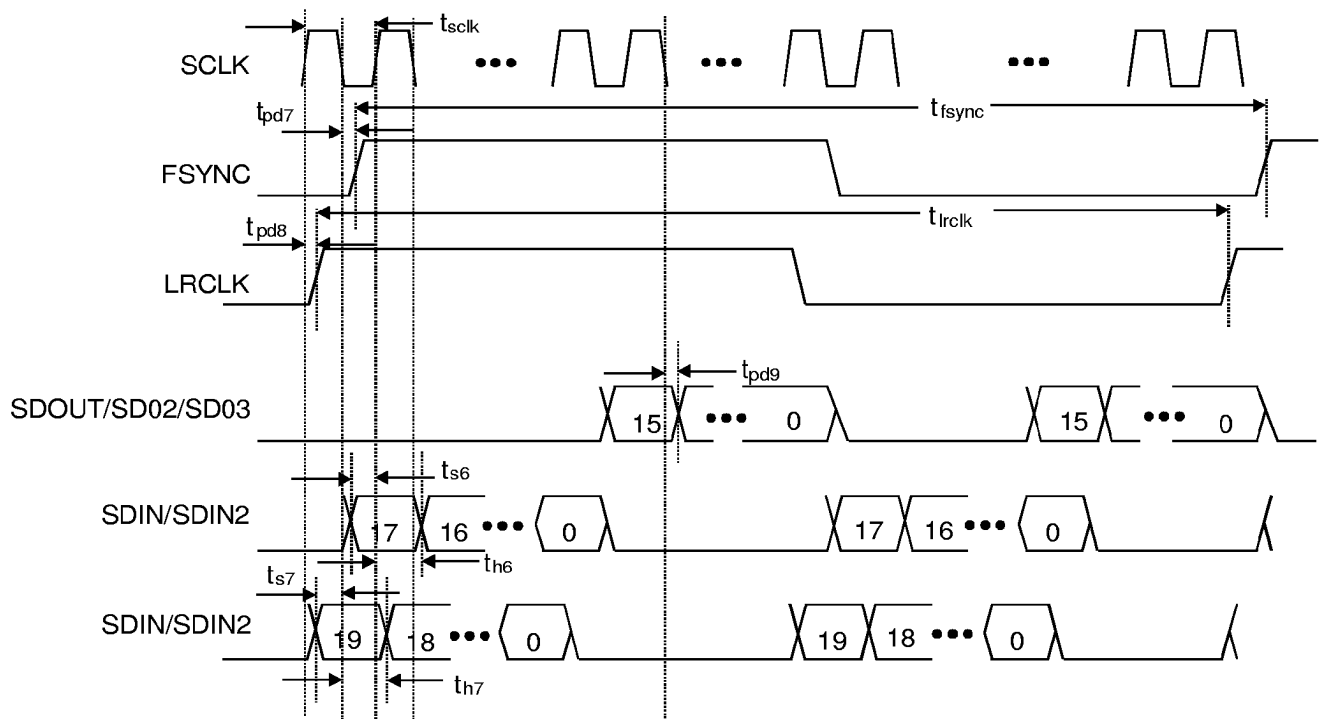 tsclk
SCLK
tpd7
tfsync
FSYNC
tpd8
tlrclk
LRCLK
tpd9
SDOUT/SD02/SD03
15
0
15
0
ts6
SDIN/SDIN2
17
16
0
17
16
0
th6
ts7
SDIN/SDIN2
19
18
0
19
18
0
th7